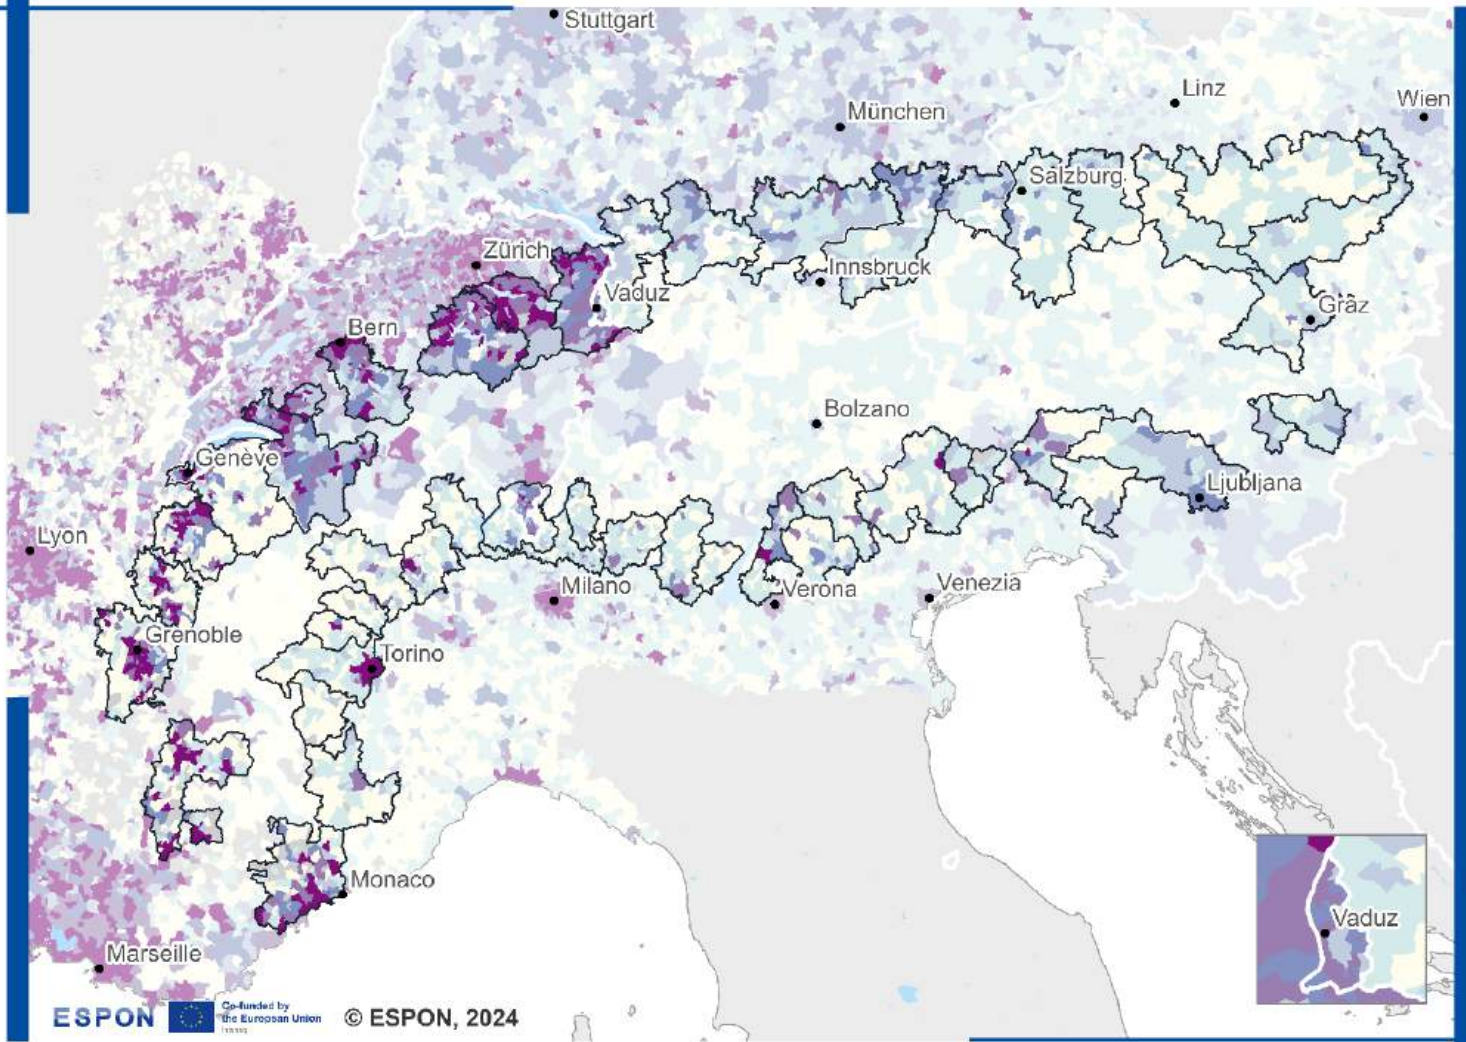 Stuttgart
Linz
Wien
München
Salzburg
Zürich
Innsbruck
Vaduz
Graz
Bern
Bolzano
Genève
Ljubljana
Lyon
Milano
Verona
Venezia
Grenoble
Torino
Monaco
Vaduz
Marseille
ESPON
Co-funded by
the European Union
© ESPON, 2024